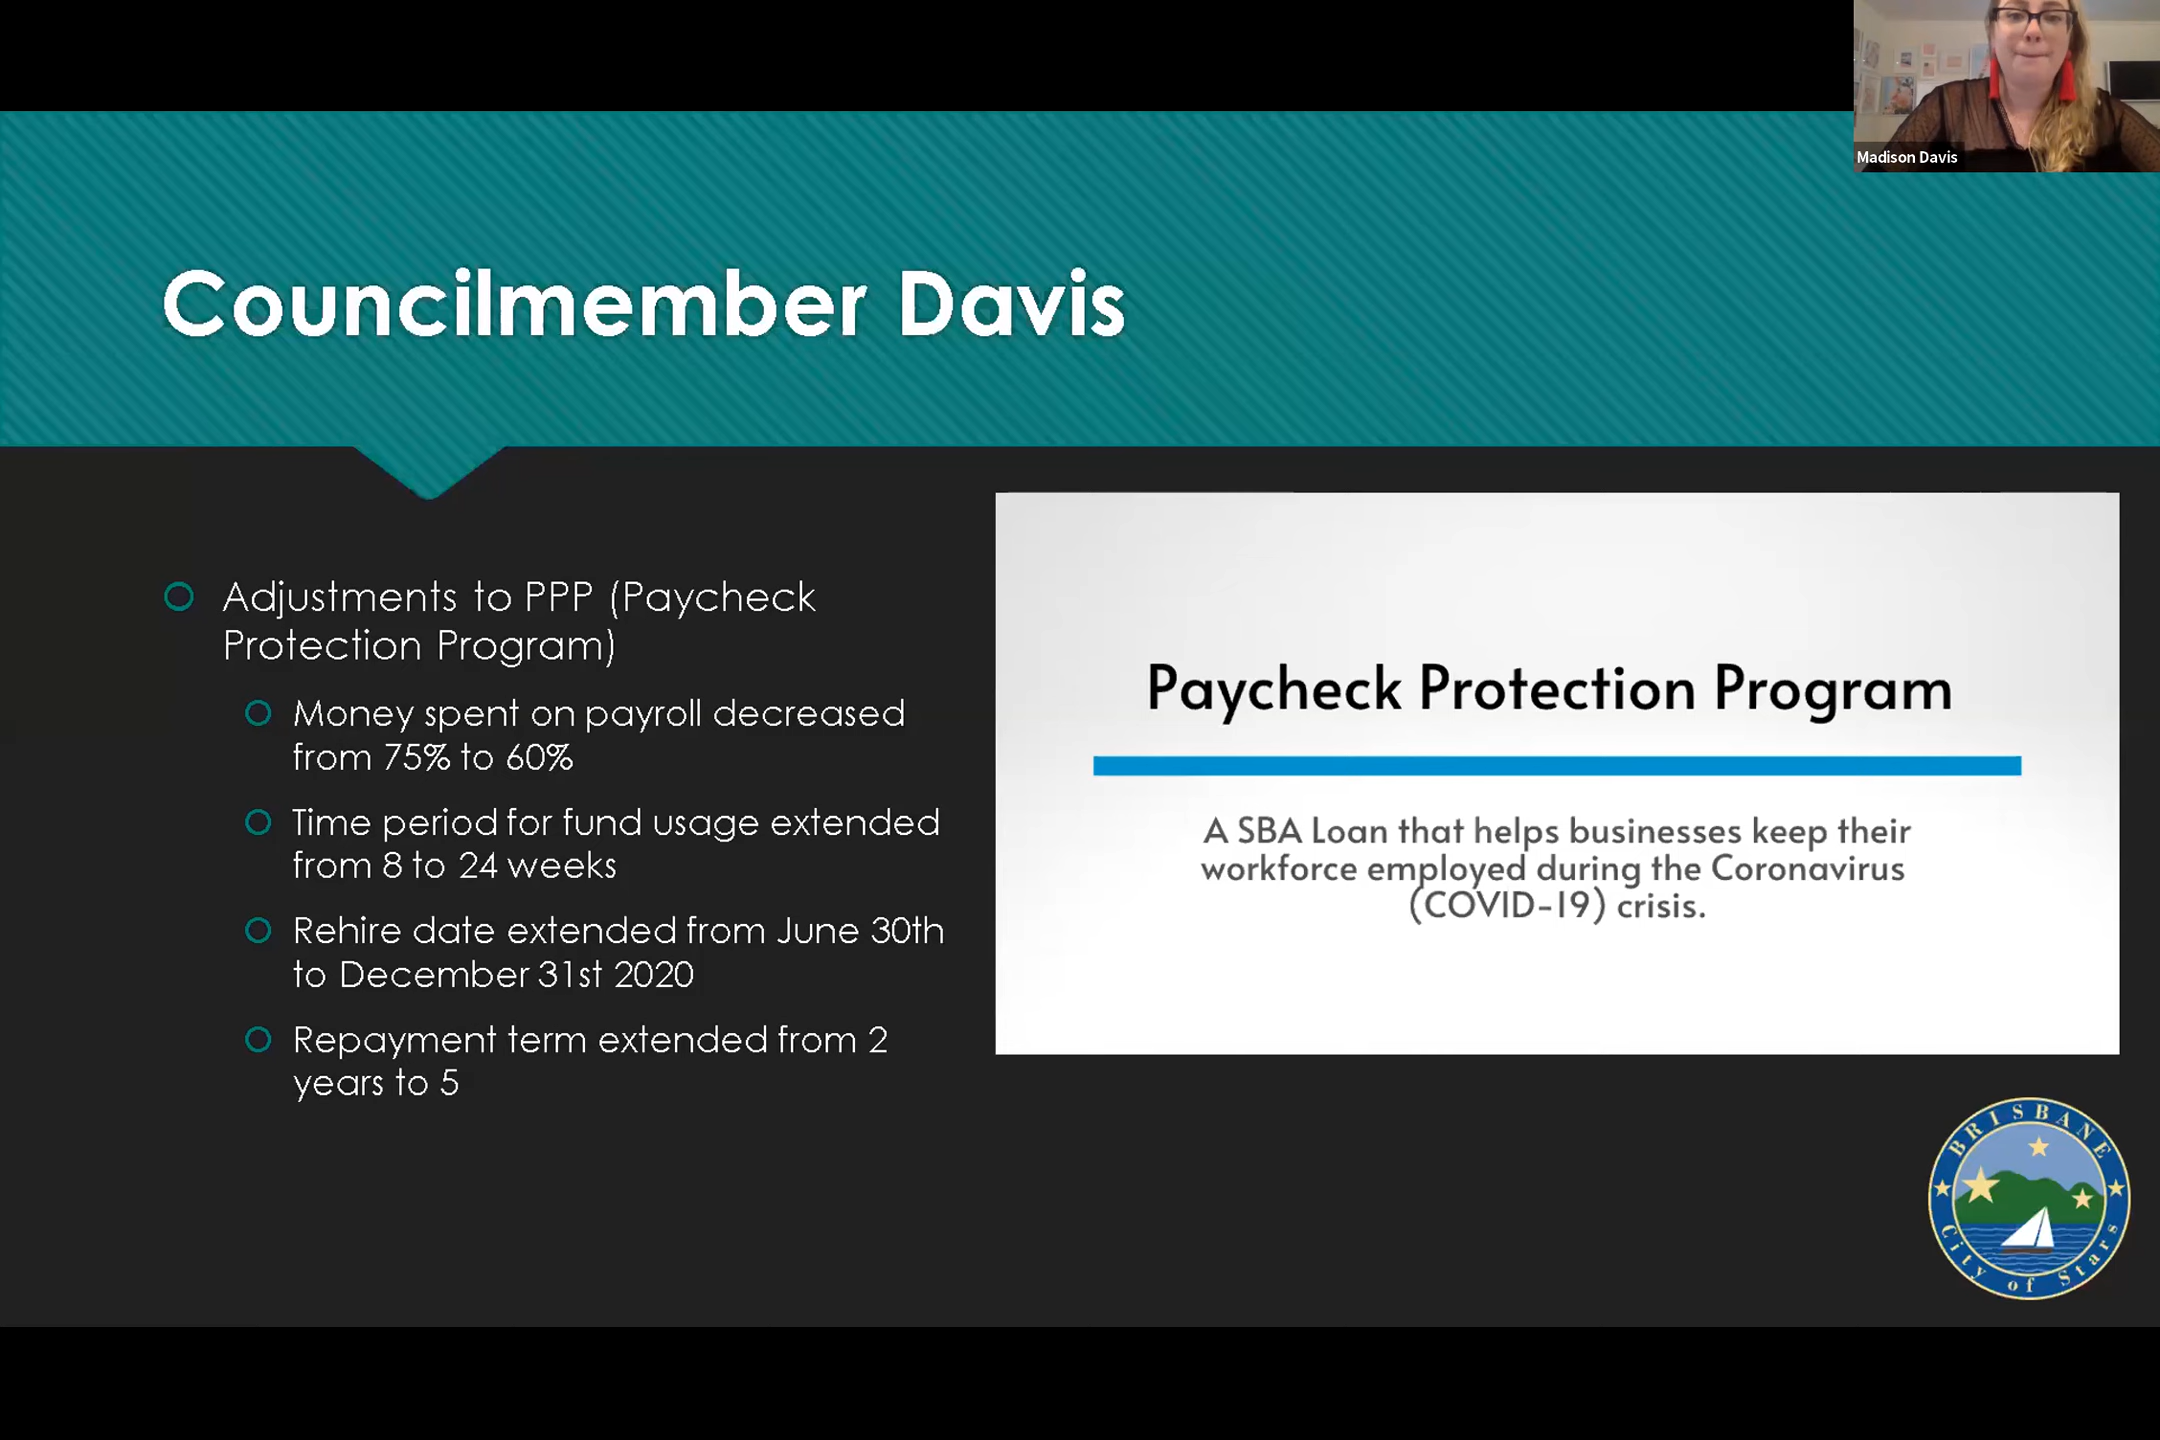 Madison Davis
Councilmember Davis
Adjustments to PPP (Paycheck
Protection Program)
Money spent on payroll decreased
from 75% to 60%
Time period for fund usage extended
from 8 to 24 weeks
Rehire date extended from June 30th
to December 31st 2020
Repayment term extended from 2
years to 5
Paycheck Protection Program
A SBA Loan that helps businesses keep their
workforce employed during the Coronavirus
(COVID-19) crisis.
BRISBANE
City of Stars